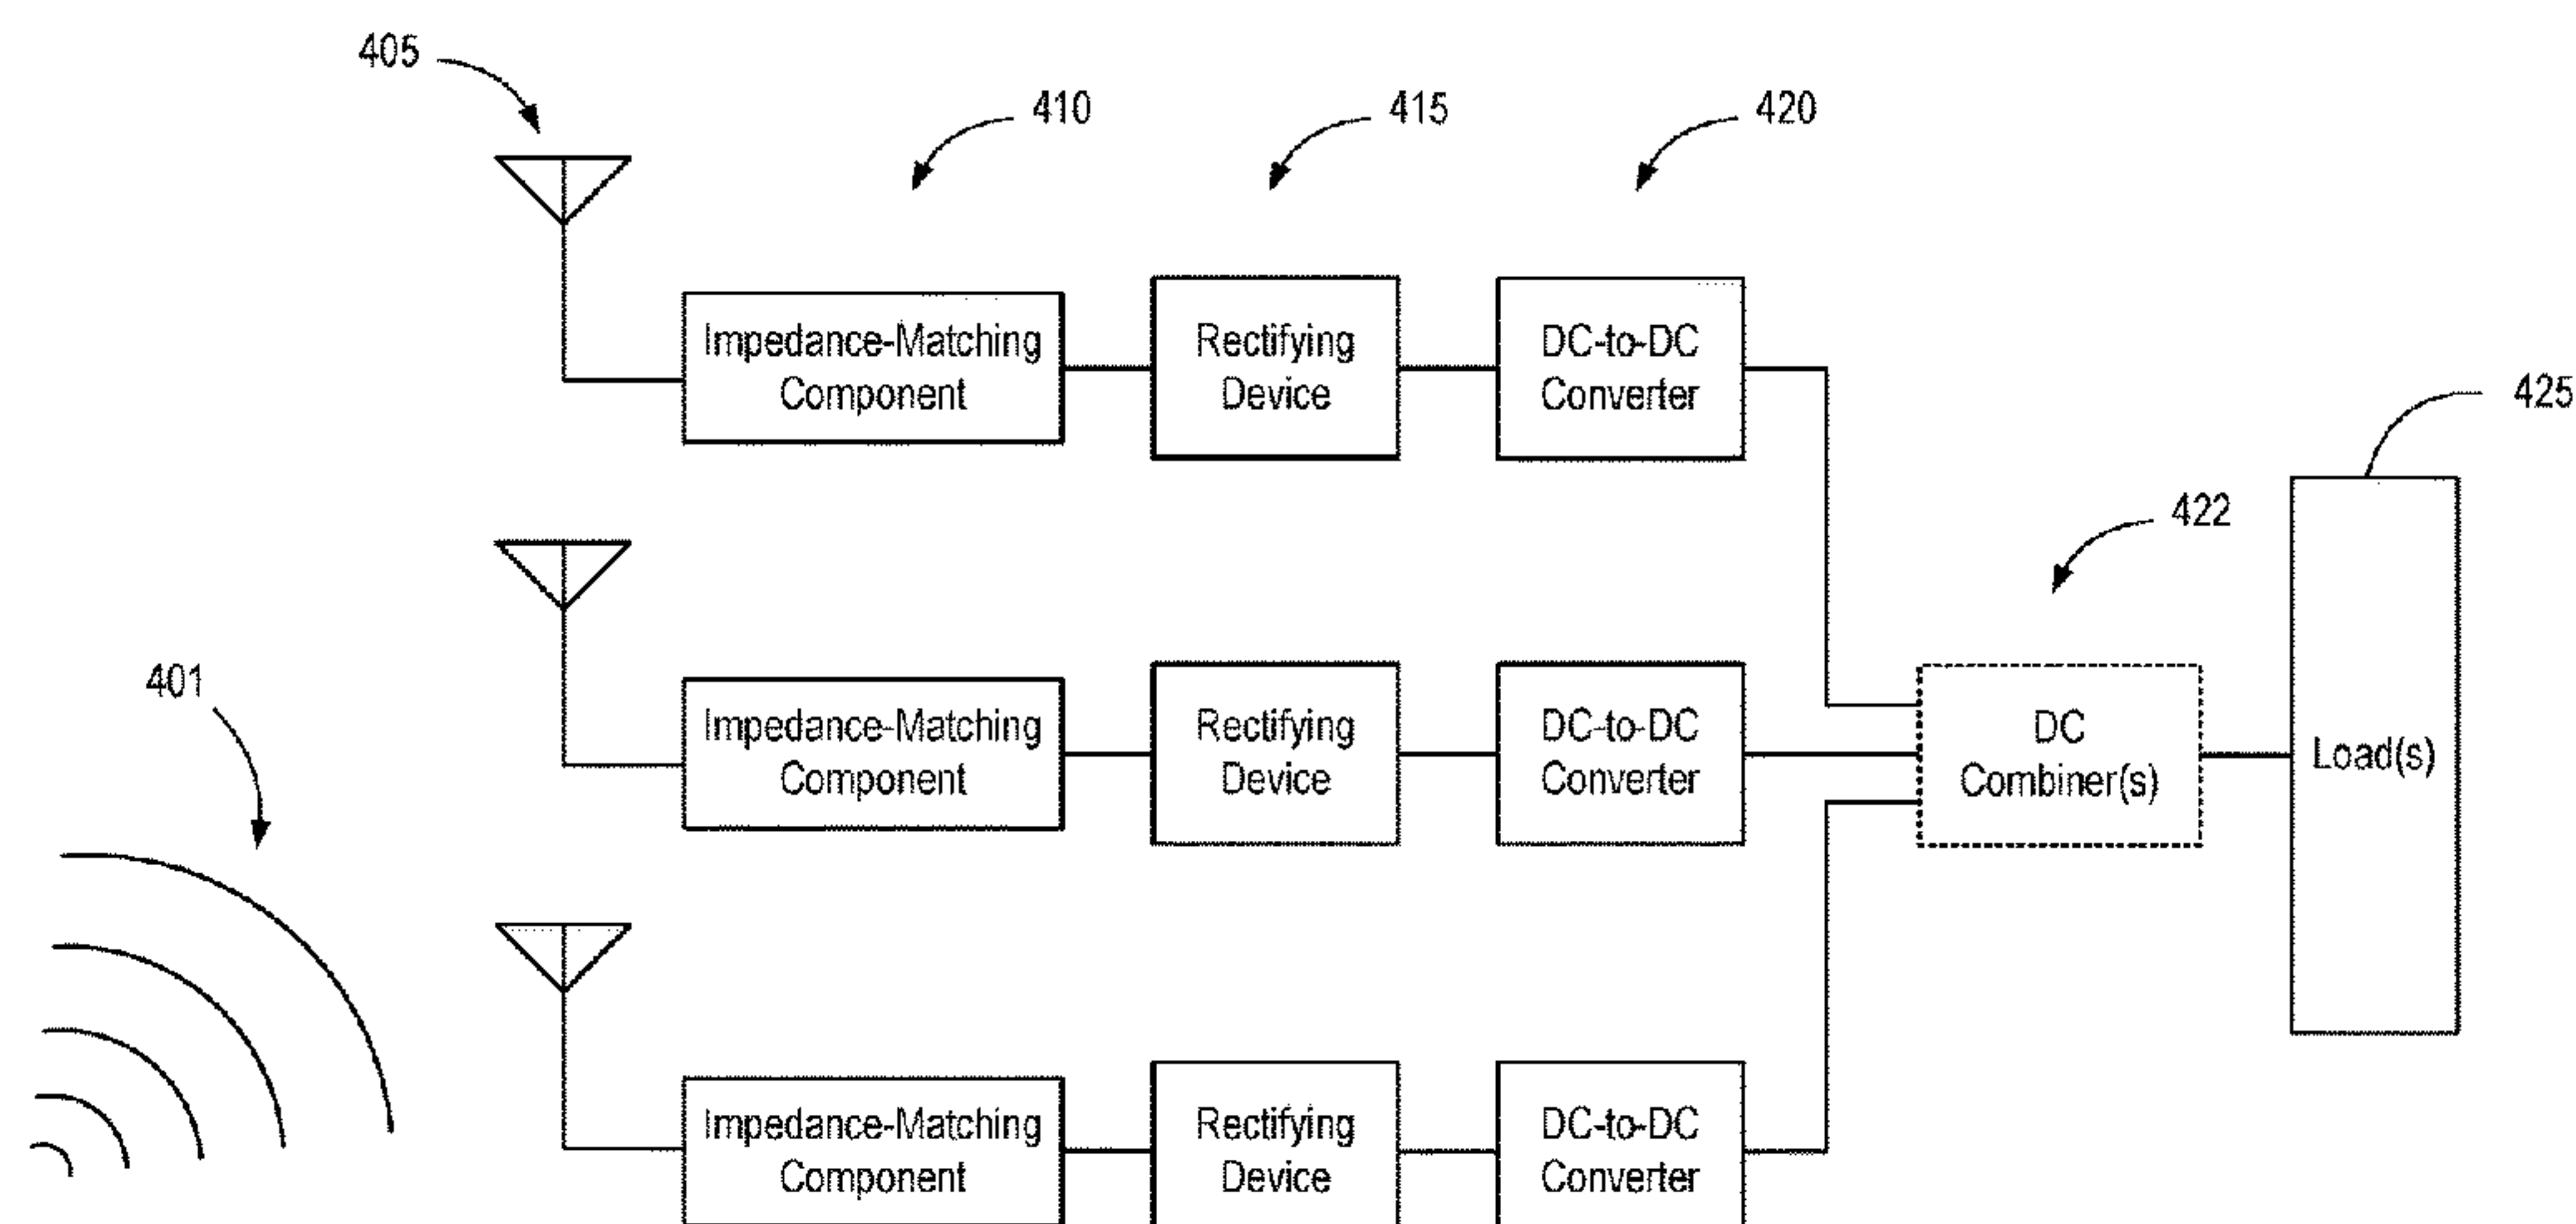 405
410
415
420
Impedance-Matching
Component
Rectifying
Device
DC-to-DC
Converter
425
422
401
Impedance-Matching
Component
Rectifying
Device
DC-to-DC
Converter
DC
Combiner(s)
Load(s)
Impedance-Matching
Component
Rectifying
Device
DC-to-DC
Converter